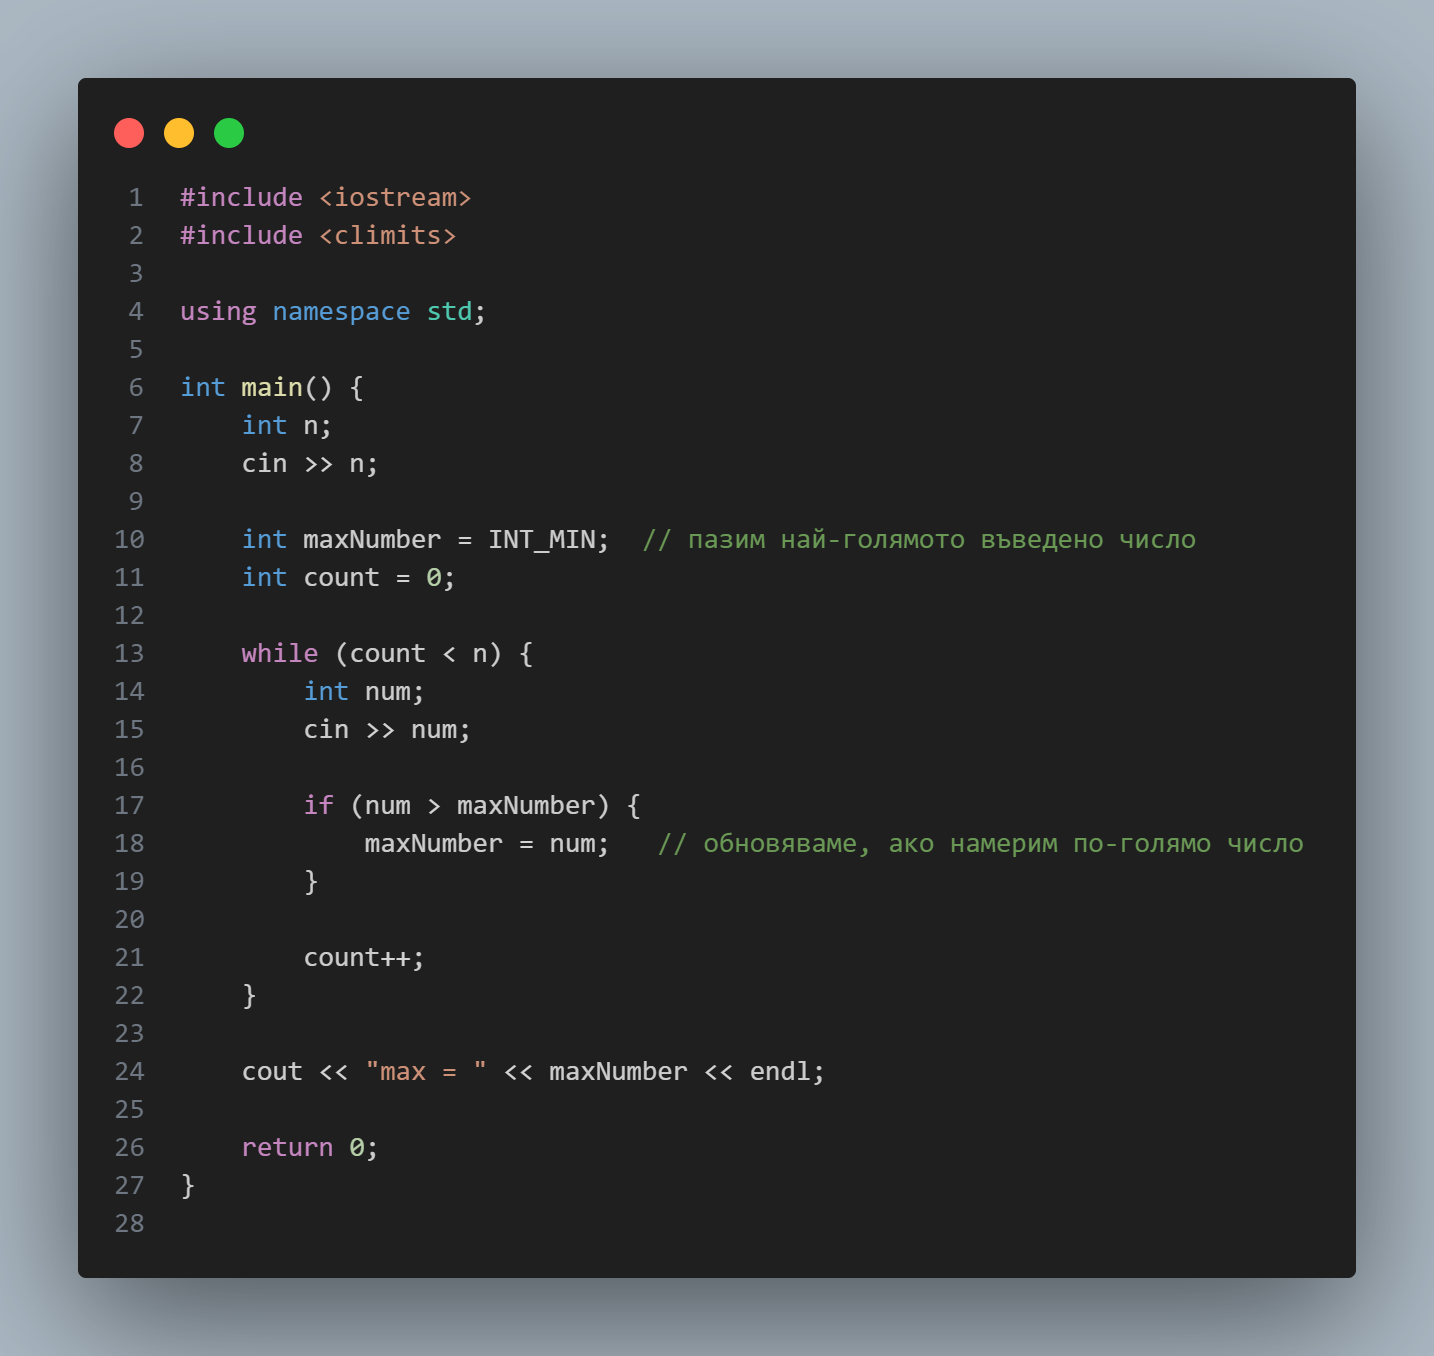 1 #include <iostream>
2 #include <climits>
3
4 using namespace std;
5
6 int main() {
7     int n;
8     cin >> n;
9
10     int maxNumber = INT_MIN;  // пазим най-голямото въведено число
11     int count = 0;
12
13     while (count < n) {
14         int num;
15         cin >> num;
16
17         if (num > maxNumber) {
18             maxNumber = num;   // обновяваме, ако намерим по-голямо число
19         }
20
21         count++;
22     }
23
24     cout << "max = " << maxNumber << endl;
25
26     return 0;
27 }
28